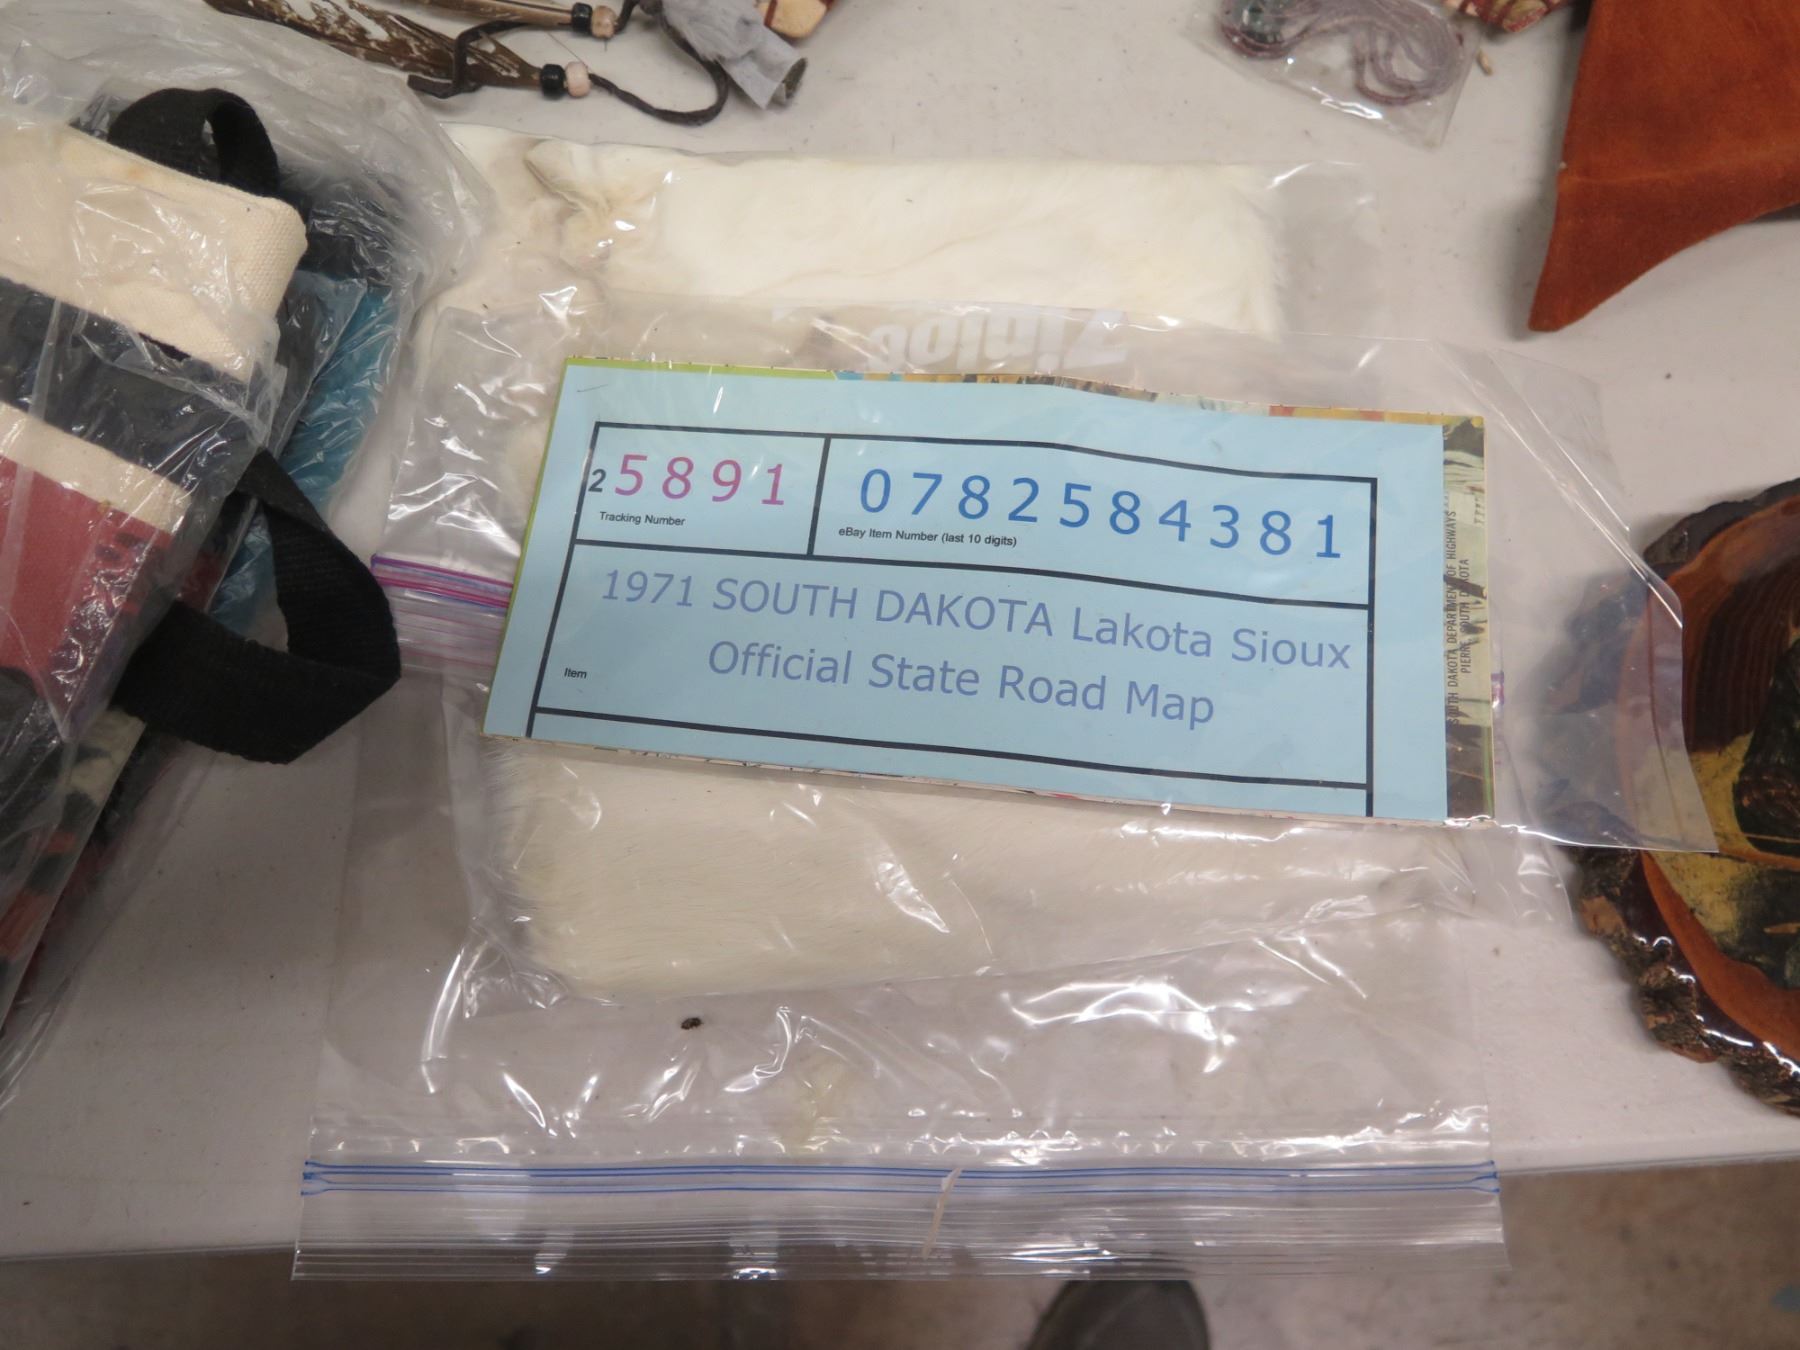 Ziploc
25891
Tracking Number
0782584381
eBay Item Number (last 10 digits)
1971 SOUTH DAKOTA Lakota Sioux
Official State Road Map
Item
SOUTH DAKOTA DEPARTMENT OF HIGHWAYS
PIERRE, SOUTH DAKOTA